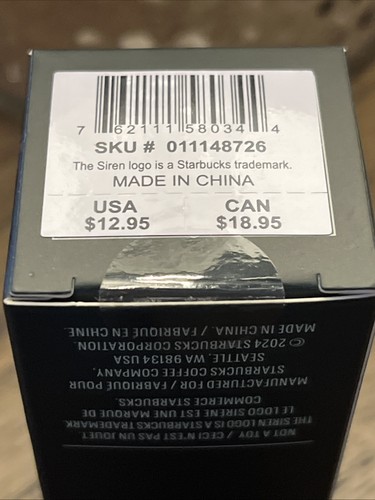 7 62111 58034 4
SKU # 011148726
The Siren logo is a Starbucks trademark.
MADE IN CHINA
USA CAN
$12.95 $18.95
NOT A TOY / CECI N'EST PAS UN JOUET.
THE SIREN LOGO IS A STARBUCKS TRADEMARK.
LE LOGO SIRÈNE EST UNE MARQUE DE
COMMERCE STARBUCKS.
MANUFACTURED FOR / FABRIQUÉ POUR
STARBUCKS COFFEE COMPANY,
SEATTLE, WA 98134 USA
© 2024 STARBUCKS CORPORATION.
MADE IN CHINA. / FABRIQUÉ EN CHINE.